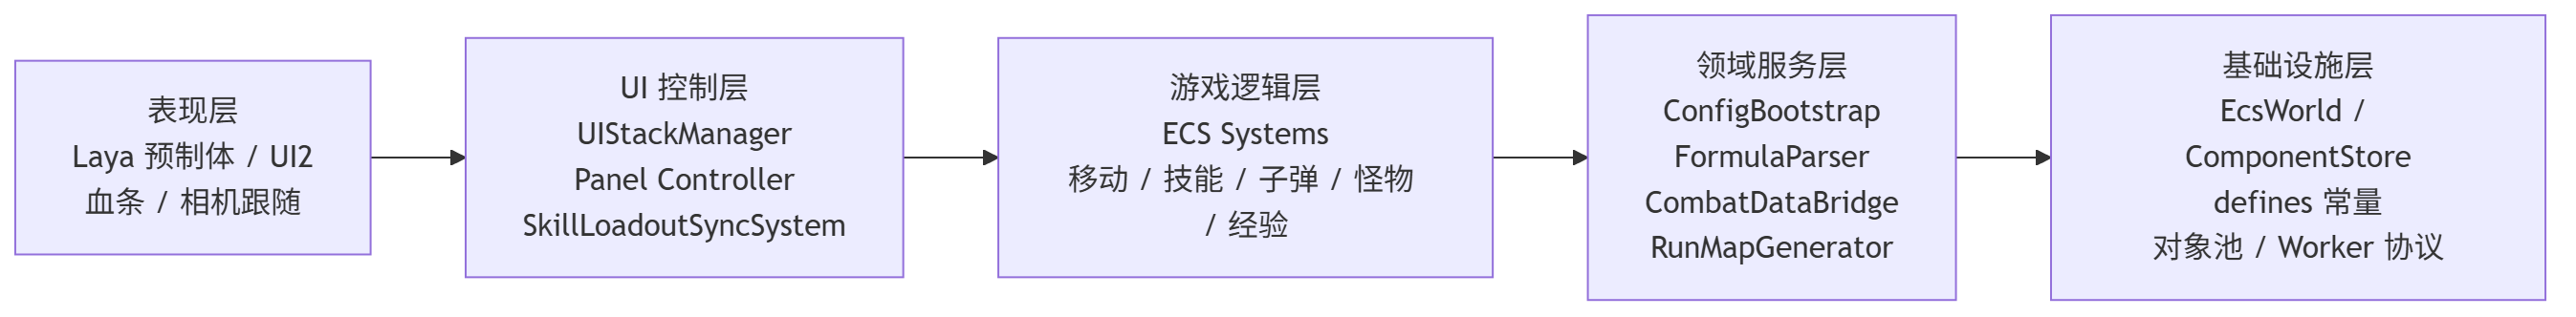 表现层
Laya 预制体 / UI2
血条 / 相机跟随
UI 控制层
UIStackManager
Panel Controller
SkillLoadoutSyncSystem
游戏逻辑层
ECS Systems
移动 / 技能 / 子弹 / 怪物
/ 经验
领域服务层
ConfigBootstrap
FormulaParser
CombatDataBridge
RunMapGenerator
基础设施层
EcsWorld /
ComponentStore
defines 常量
对象池 / Worker 协议